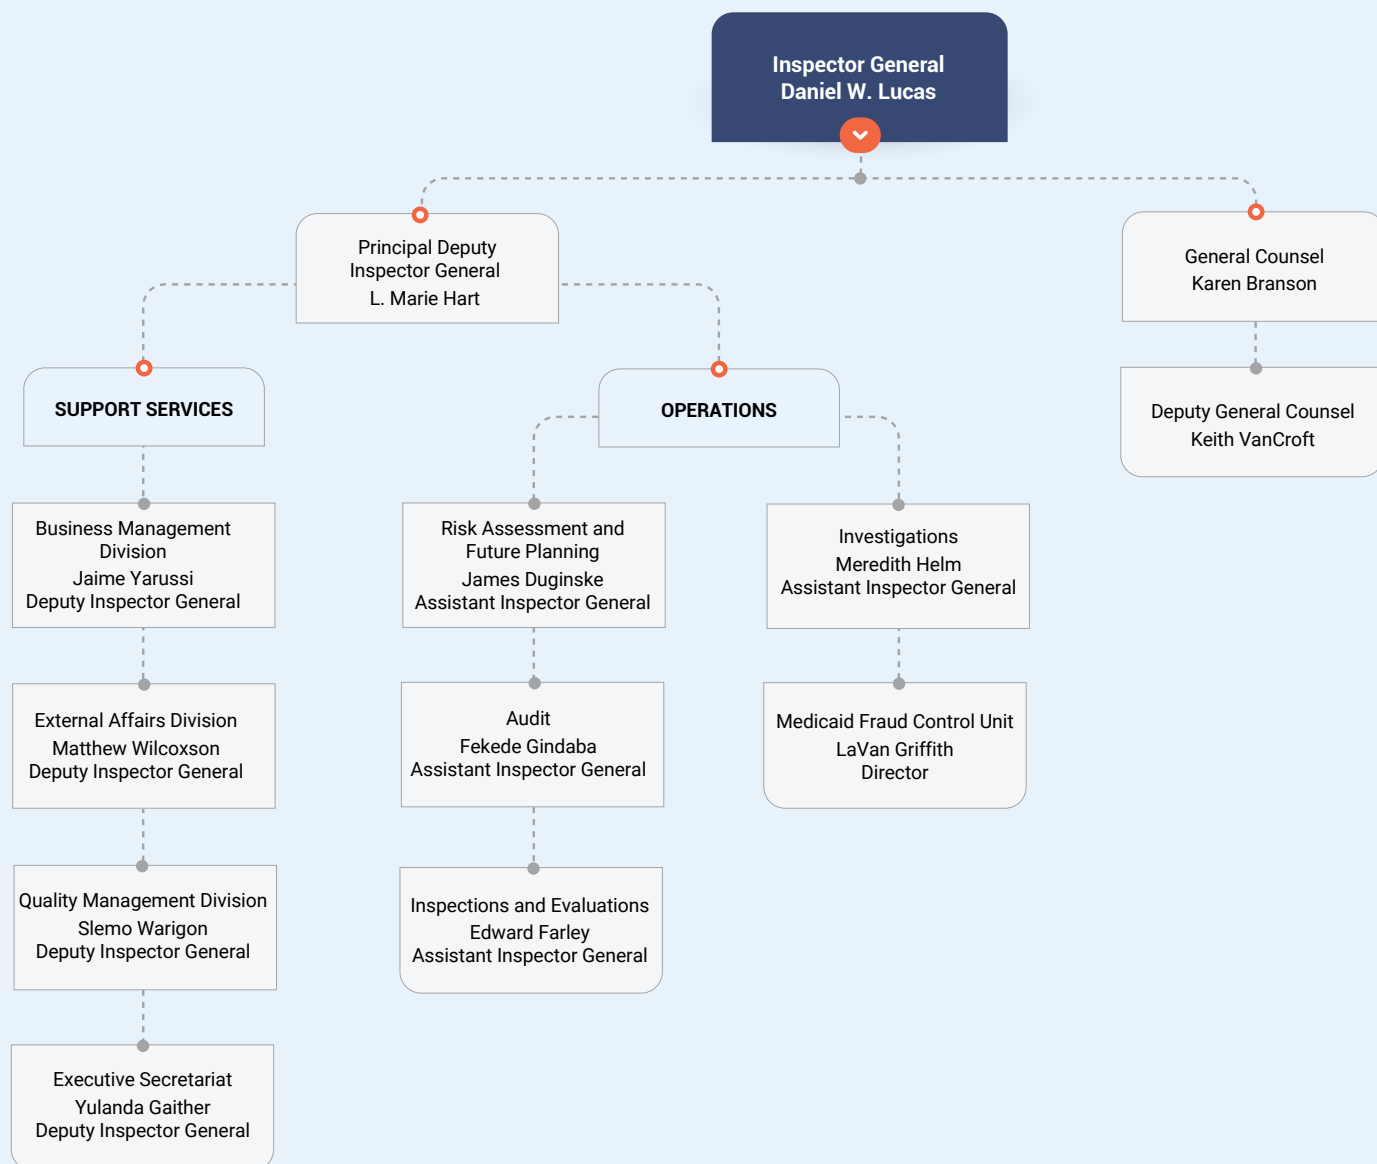 Inspector General
Daniel W. Lucas
Principal Deputy
Inspector General
L. Marie Hart
General Counsel
Karen Branson
Deputy General Counsel
Keith VanCroft
SUPPORT SERVICES
Business Management
Division
Jaime Yarussi
Deputy Inspector General
External Affairs Division
Matthew Wilcoxson
Deputy Inspector General
Quality Management Division
Slemo Warigon
Deputy Inspector General
Executive Secretariat
Yulanda Gaither
Deputy Inspector General
OPERATIONS
Risk Assessment and
Future Planning
James Duginske
Assistant Inspector General
Audit
Fekede Gindaba
Assistant Inspector General
Inspections and Evaluations
Edward Farley
Assistant Inspector General
Investigations
Meredith Helm
Assistant Inspector General
Medicaid Fraud Control Unit
LaVan Griffith
Director